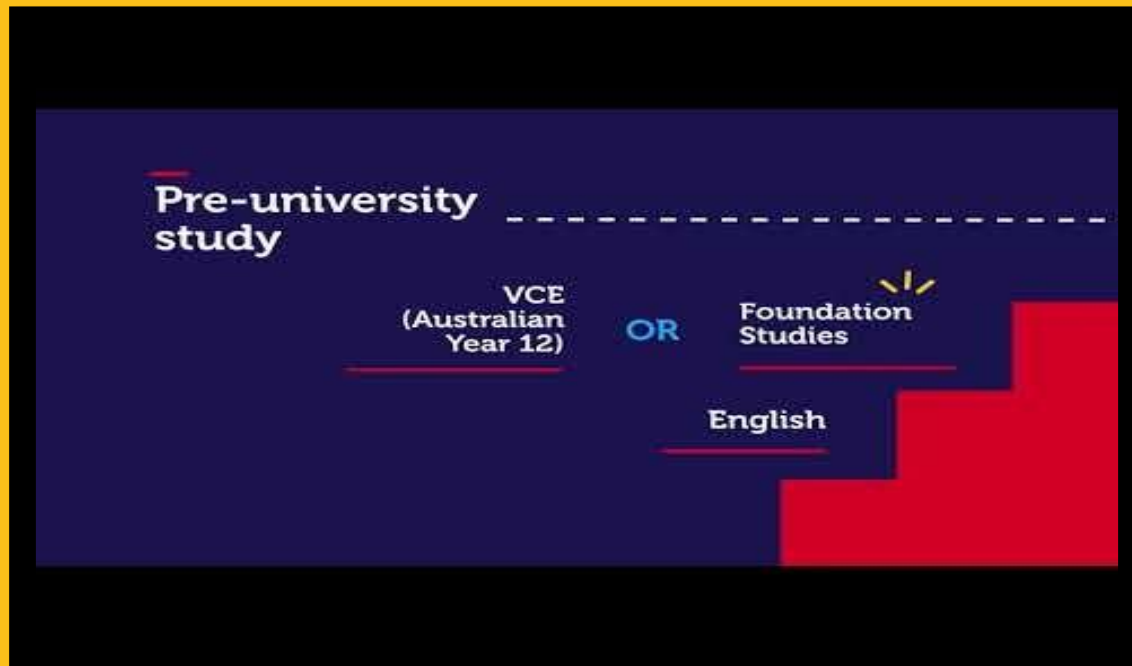 Pre-university
study
VCE
(Australian
Year 12)
OR
Foundation
Studies
English